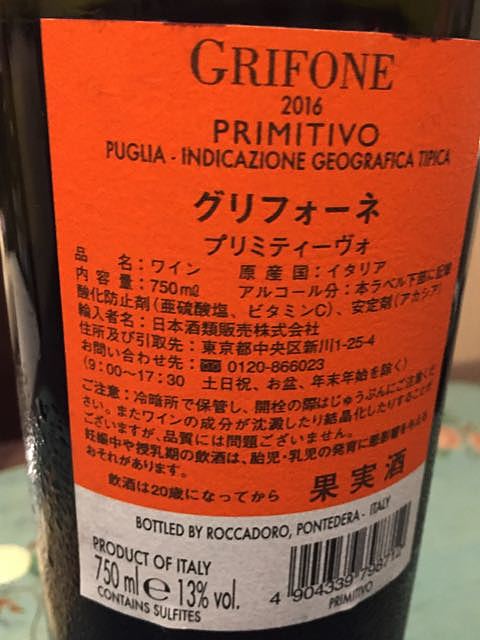 GRIFONE
2016
PRIMITIVO
PUGLIA - INDICAZIONE GEOGRAFICA TIPICA
グリフォーネ
プリミティーヴォ
品　名：ワイン　原産国：イタリア
内容量：750㎖　アルコール分：本ラベル下部に記載
酸化防止剤（亜硫酸塩、ビタミンC）、安定剤（アカシア）
輸入者名：日本酒類販売株式会社
住所及び引取先：東京都中央区新川1-25-4
お問い合わせ先： 0120-866023
（9：00～17：30　土日祝、お盆、年末年始を除く）
ご注意：冷暗所で保管し、開栓の際はじゅうぶんにご注意くだ
さい。またワインの成分が沈澱したり結晶化したりすることが
ございますが、品質には問題ございません。
妊娠中や授乳期の飲酒は、胎児・乳児の発育に悪影響を与える
おそれがあります。
飲酒は20歳になってから　果実酒
BOTTLED BY ROCCADORO, PONTEDERA - ITALY
PRODUCT OF ITALY
750 ml e 13% vol.
CONTAINS SULFITES
4 904339 798712
PRIMITIVO